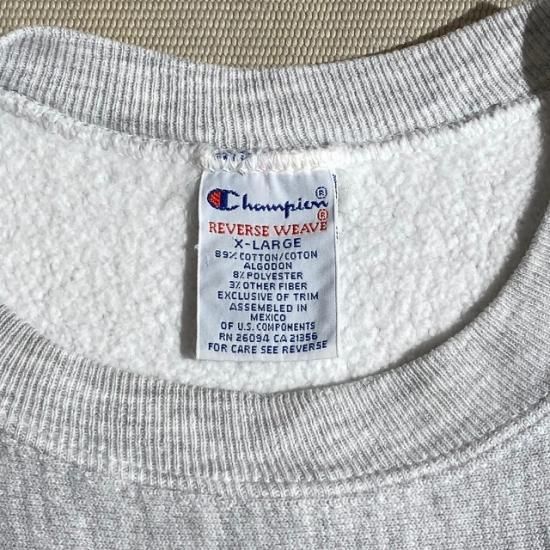 Champion®
REVERSE WEAVE®
X-LARGE
89% COTTON/COTON
ALGODON
8% POLYESTER
3% OTHER FIBER
EXCLUSIVE OF TRIM
ASSEMBLED IN
MEXICO
OF U.S. COMPONENTS
RN 26094 CA 21356
FOR CARE SEE REVERSE